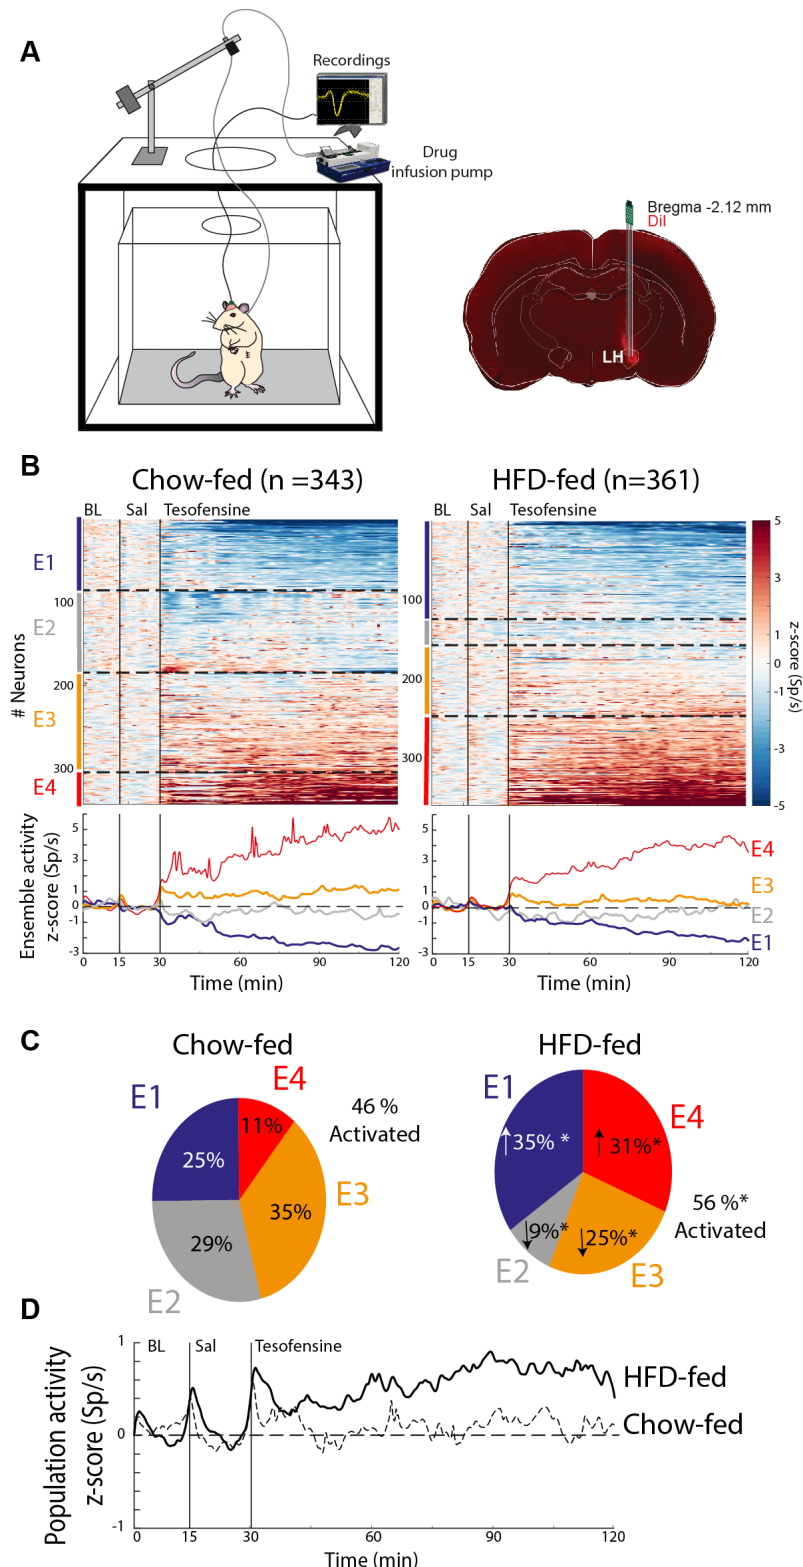 A
Recordings
Drug
infusion pump
Bregma -2.12 mm
DiI
LH
B
Chow-fed (n =343)
HFD-fed (n=361)
BL Sal Tesofensine
BL Sal Tesofensine
# Neurons
E1
E2
E3
E4
100
200
300
100
200
300
5
3
1
0
-1
-3
-5
z-score (Sp/s)
Ensemble activity
z-score (Sp/s)
5
3
1
0
-1
-3
0 15 30 60 90 120
Time (min)
5
3
1
0
-1
-3
0 15 30 60 90 120
Time (min)
E4
E3
E2
E1
C
Chow-fed
HFD-fed
E1
E4
E3
E2
25%
11%
35%
29%
46 %
Activated
E1
E4
E3
E2
35% *
31%*
25%*
9%*
56 %*
Activated
D
Population activity
z-score (Sp/s)
1
0
-1
BL Sal Tesofensine
HFD-fed
Chow-fed
0 15 30 60 90 120
Time (min)